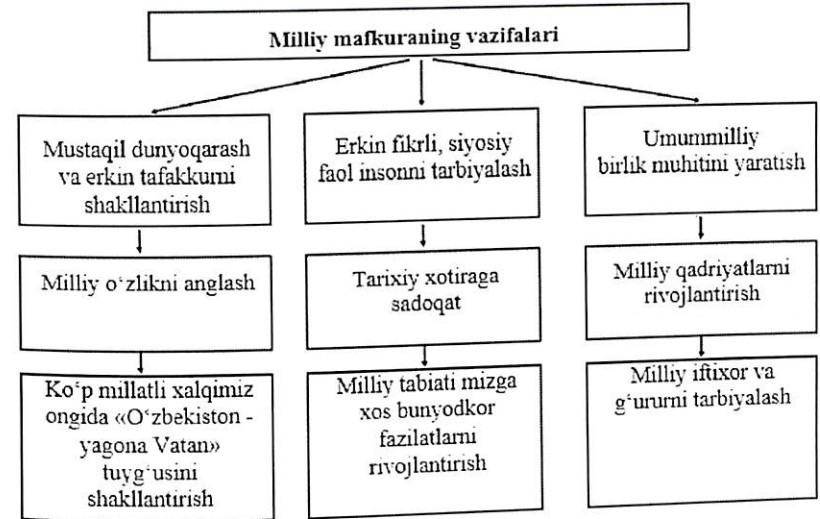 Milliy mafkuraning vazifalari
Mustaqil dunyoqarash
va erkin tafakkurni
shakllantirish
Erkin fikrli, siyosiy
faol insonni tarbiyalash
Umummilliy
birlik muhitini yaratish
Milliy o‘zlikni anglash
Tarixiy xotiraga
sadoqat
Milliy qadriyatlarni
rivojlantirish
Ko‘p millatli xalqimiz
ongida «O‘zbekiston -
yagona Vatan»
tuyg‘usini
shakllantirish
Milliy tabiati mizga
xos bunyodkor
fazilatlarni
rivojlantirish
Milliy iftixor va
g‘ururni tarbiyalash